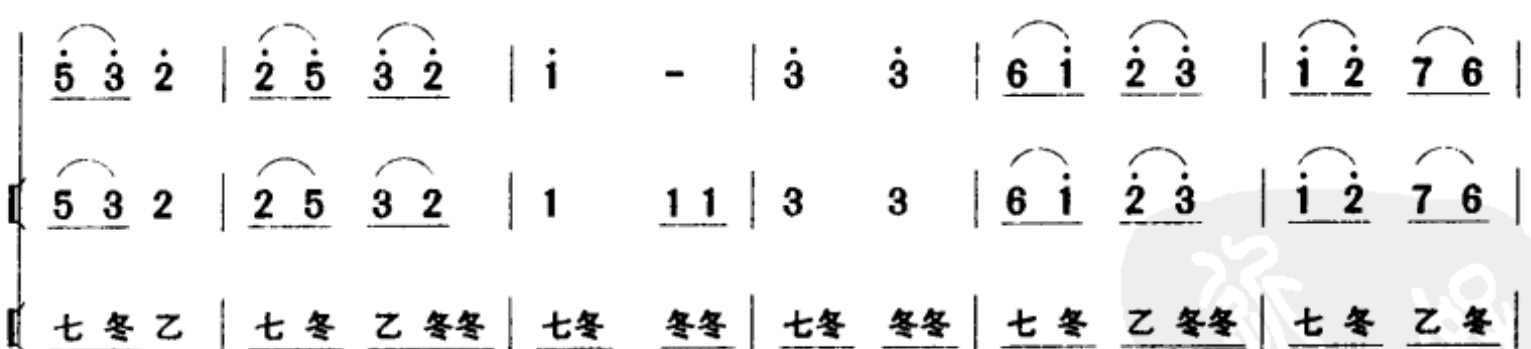 5̇ 3̇ 2̇ | 2̇ 5̇ 3̇ 2̇ | 1̇ - | 3̇ 3̇ | 6 1̇ 2̇ 3̇ | 1̇ 2̇ 7 6 |
5 3 2 | 2 5 3 2 | 1 1 1 | 3 3 | 6 1̇ 2̇ 3̇ | 1̇ 2̇ 7 6 |
七 冬 乙 | 七 冬 乙 冬冬 | 七冬 冬冬 | 七冬 冬冬 | 七 冬 乙 冬冬 | 七 冬 乙 冬 |